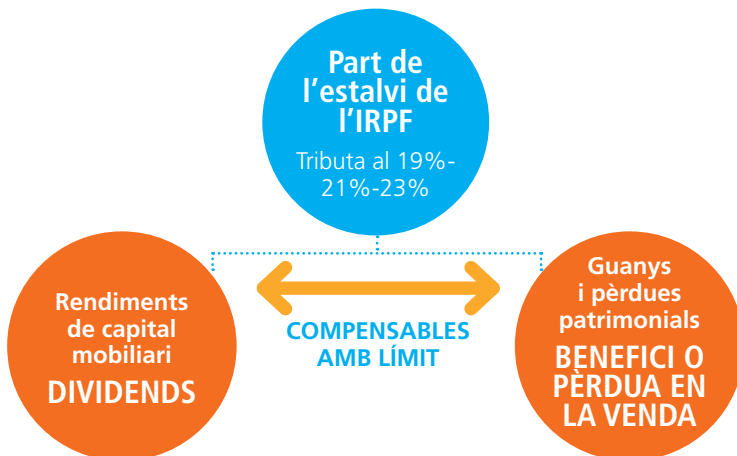 Part de
l'estalvi de
l'IRPF
Tributa al 19%-
21%-23%
Rendiments
de capital
mobiliari
DIVIDENDS
COMPENSABLES
AMB LÍMIT
Guanys
i pèrdues
patrimonials
BENEFICI O
PÈRDUA EN
LA VENDA